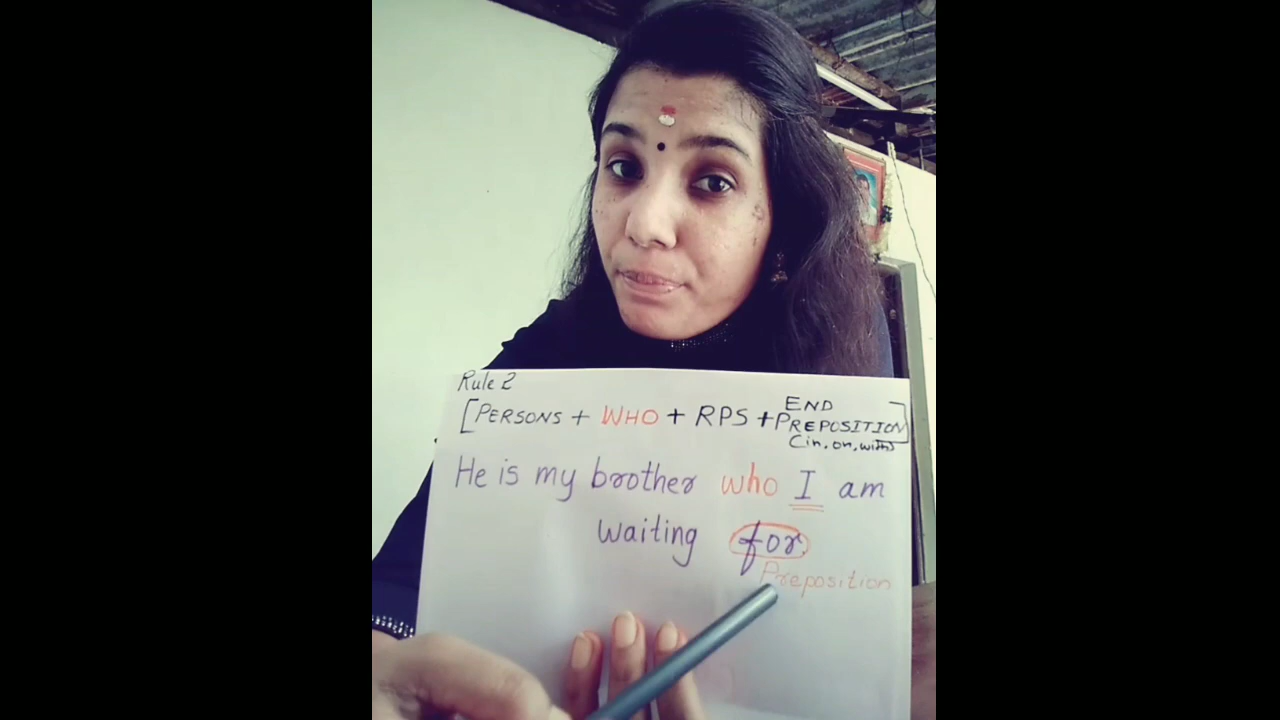 Rule 2
[PERSONS + WHO + RPS + END PREPOSITION]
(in, on, with)
He is my brother who I am
waiting for.
Preposition